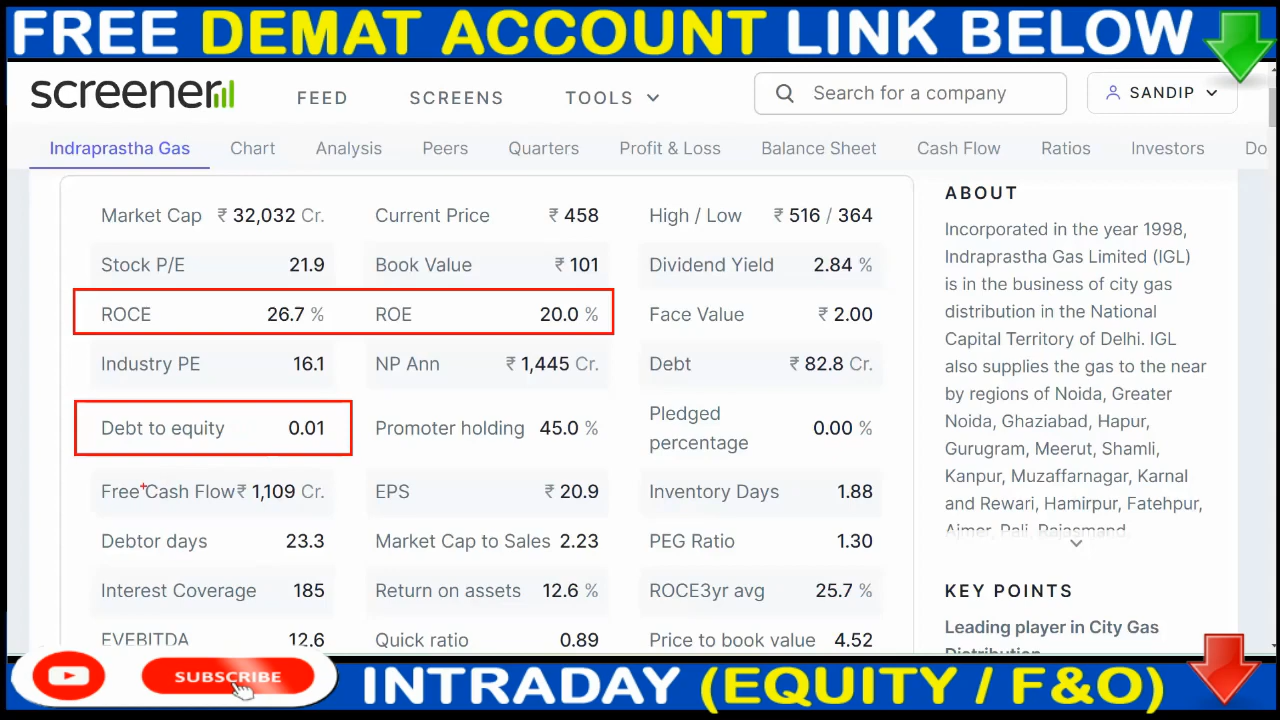 FREE DEMAT ACCOUNT LINK BELOW
screener
FEED
SCREENS
TOOLS
Search for a company
SANDIP
Indraprastha Gas
Chart
Analysis
Peers
Quarters
Profit & Loss
Balance Sheet
Cash Flow
Ratios
Investors
Do
Market Cap ₹ 32,032 Cr.
Current Price ₹ 458
High / Low ₹ 516 / 364
Stock P/E 21.9
Book Value ₹ 101
Dividend Yield 2.84 %
ROCE 26.7 %
ROE 20.0 %
Face Value ₹ 2.00
Industry PE 16.1
NP Ann ₹ 1,445 Cr.
Debt ₹ 82.8 Cr.
Debt to equity 0.01
Promoter holding 45.0 %
Pledged
percentage 0.00 %
Free Cash Flow ₹ 1,109 Cr.
EPS ₹ 20.9
Inventory Days 1.88
Debtor days 23.3
Market Cap to Sales 2.23
PEG Ratio 1.30
Interest Coverage 185
Return on assets 12.6 %
ROCE3yr avg 25.7 %
EVEBITDA 12.6
Quick ratio 0.89
Price to book value 4.52
ABOUT
Incorporated in the year 1998,
Indraprastha Gas Limited (IGL)
is in the business of city gas
distribution in the National
Capital Territory of Delhi. IGL
also supplies the gas to the near
by regions of Noida, Greater
Noida, Ghaziabad, Hapur,
Gurugram, Meerut, Shamli,
Kanpur, Muzaffarnagar, Karnal
and Rewari, Hamirpur, Fatehpur,
Ajmer, Pali, Rajasmand
KEY POINTS
Leading player in City Gas
Distribution
SUBSCRIBE
INTRADAY (EQUITY / F&O)